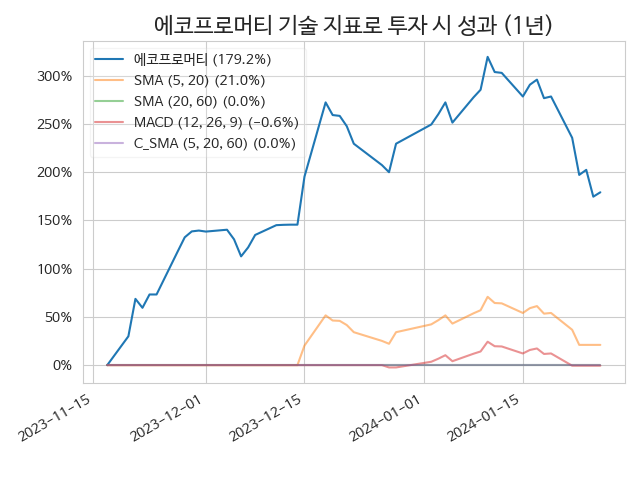 에코프로머티 기술 지표로 투자 시 성과 (1년)
에코프로머티 (179.2%)
SMA (5, 20) (21.0%)
SMA (20, 60) (0.0%)
MACD (12, 26, 9) (−0.6%)
C_SMA (5, 20, 60) (0.0%)
300%
250%
200%
150%
100%
50%
0%
2023−11−15
2023−12−01
2023−12−15
2024−01−01
2024−01−15